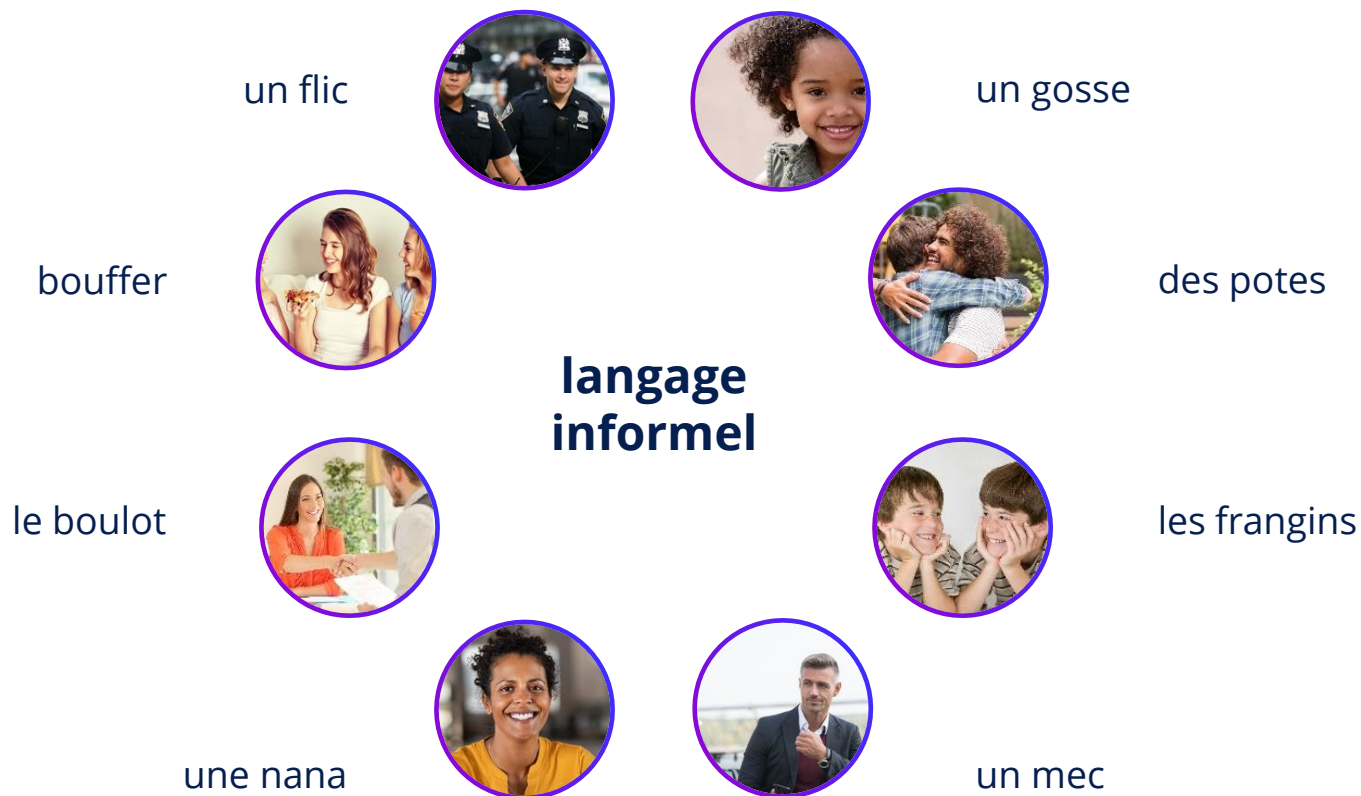 un flic
un gosse
bouffer
des potes
langage
informel
le boulot
les frangins
une nana
un mec